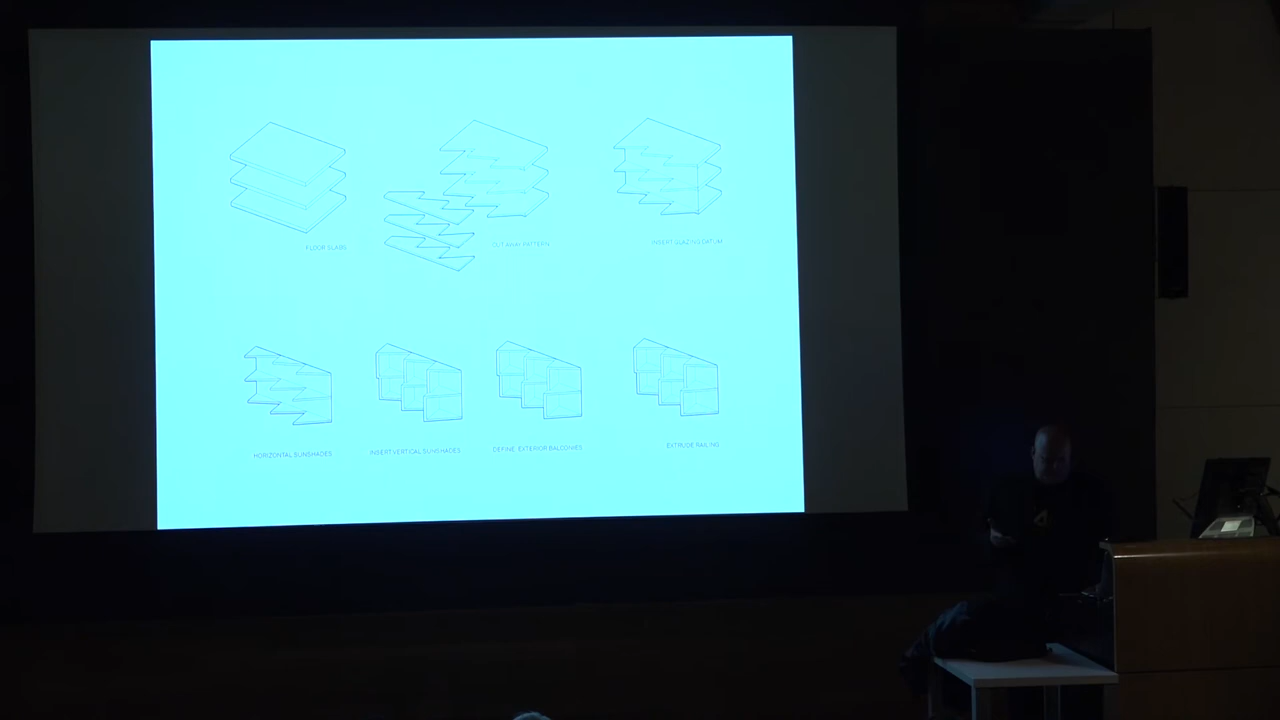 FLOOR SLABS
CUT AWAY PATTERN
INSERT GLAZING DATUM
HORIZONTAL SUNSHADES
INSERT VERTICAL SUNSHADES
DEFINE EXTERIOR BALCONIES
EXTRUDE RAILING